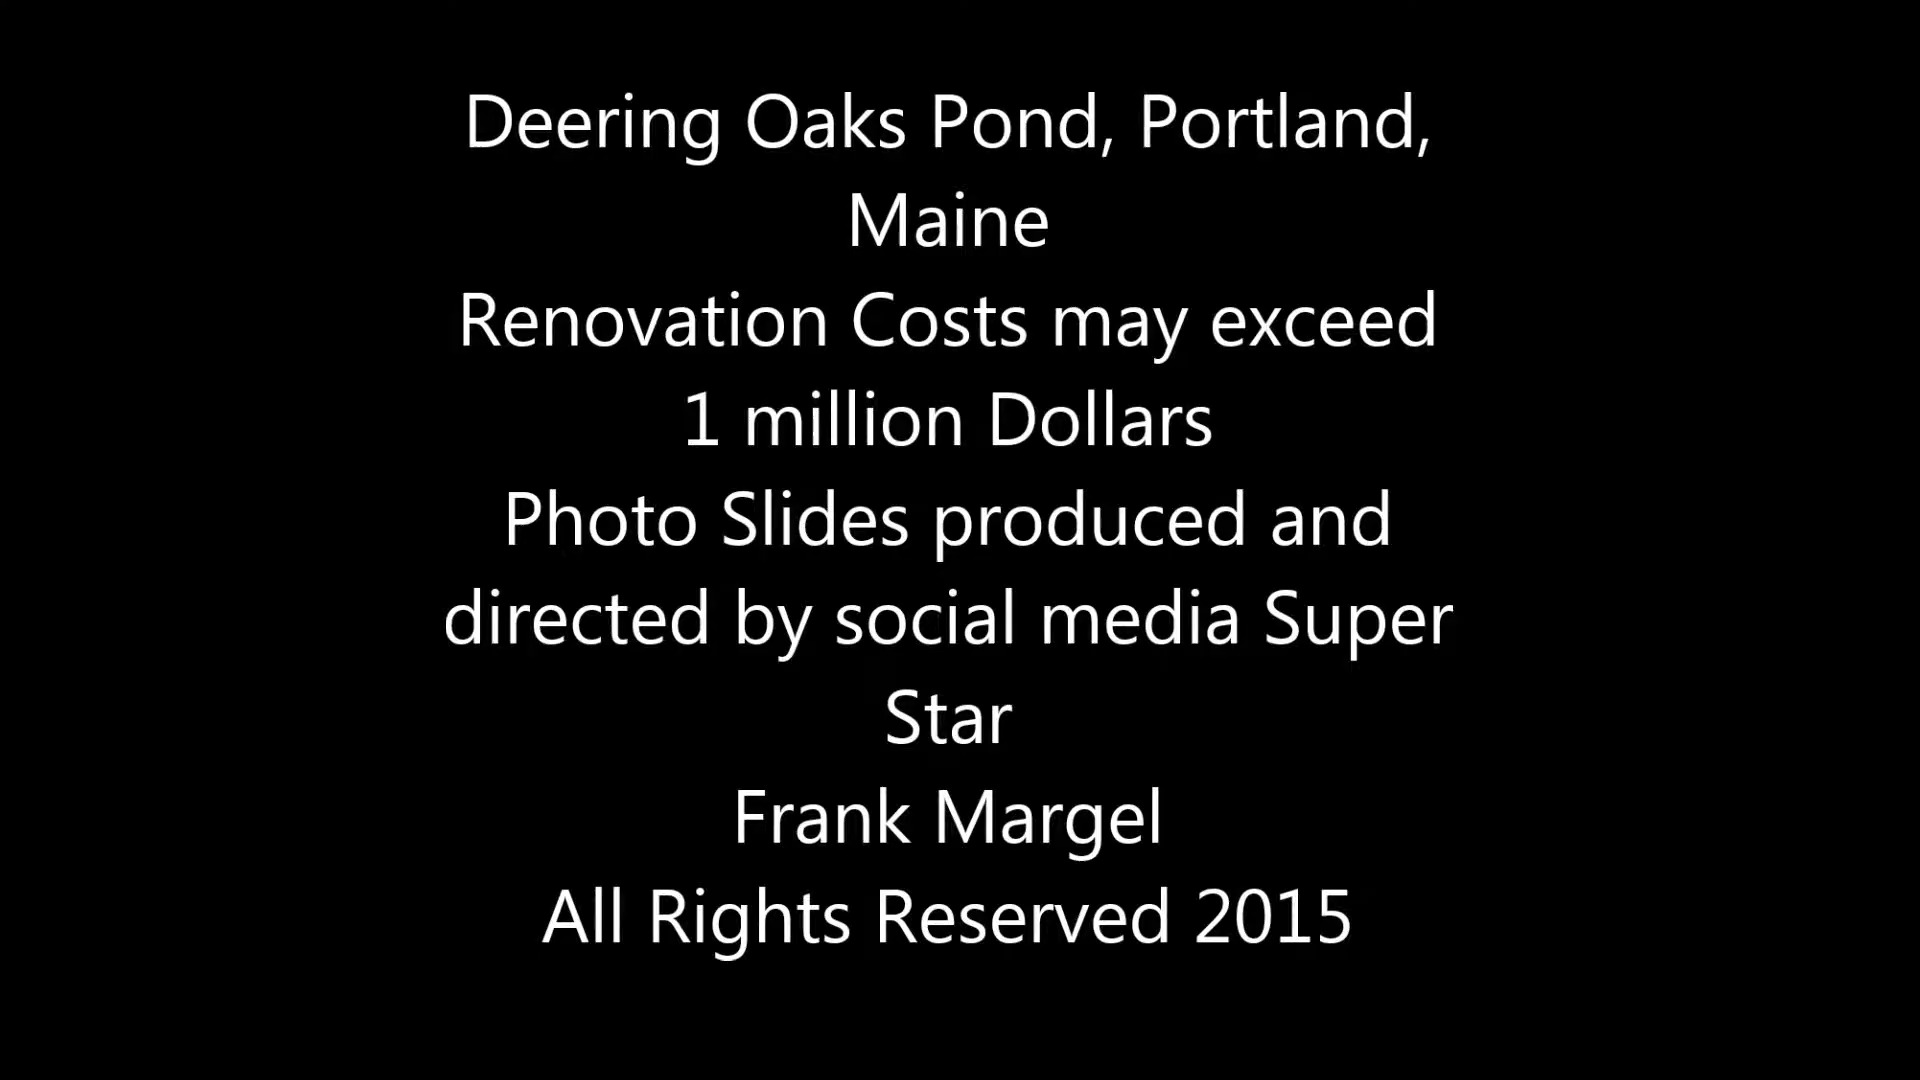 Deering Oaks Pond, Portland,
Maine
Renovation Costs may exceed
1 million Dollars
Photo Slides produced and
directed by social media Super
Star
Frank Margel
All Rights Reserved 2015